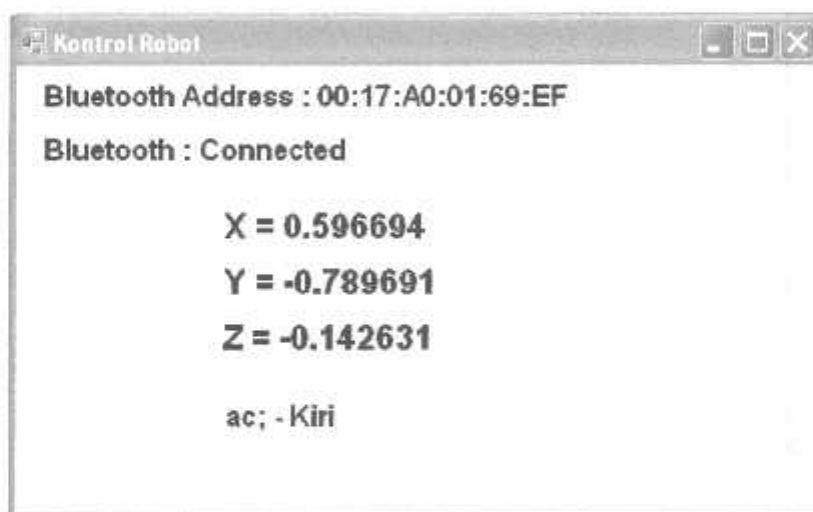 Kontrol Robot
Bluetooth Address : 00:17:A0:01:69:EF
Bluetooth : Connected
X = 0.596694
Y = -0.789691
Z = -0.142631
ac; - Kiri